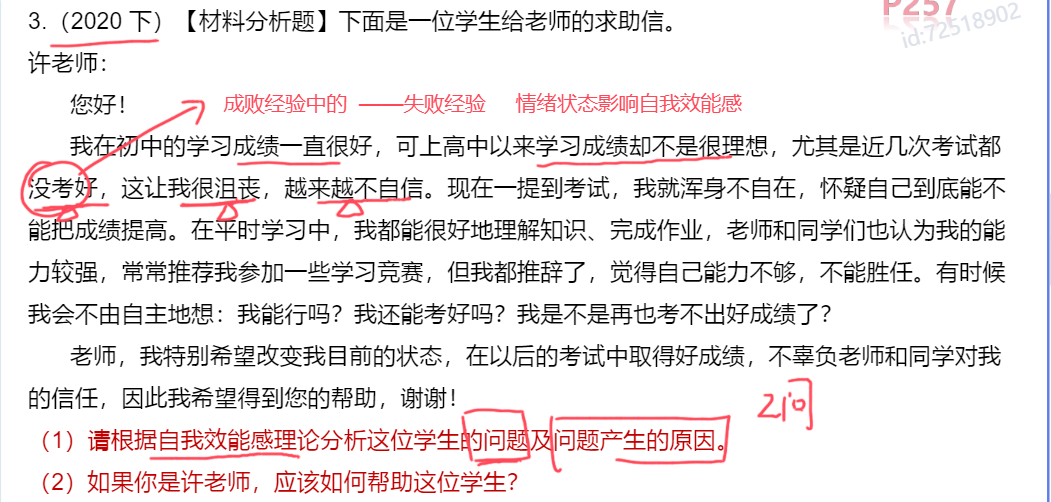 P257
id:72518902
3.（2020 下）【材料分析题】下面是一位学生给老师的求助信。
许老师：
您好！
成败经验中的 ——失败经验 情绪状态影响自我效能感
我在初中的学习成绩一直很好，可上高中以来学习成绩却不是很理想，尤其是近几次考试都
没考好，这让我很沮丧，越来越不自信。现在一提到考试，我就浑身不自在，怀疑自己到底能不
能把成绩提高。在平时学习中，我都能很好地理解知识、完成作业，老师和同学们也认为我的能
力较强，常常推荐我参加一些学习竞赛，但我都推辞了，觉得自己能力不够，不能胜任。有时候
我会不由自主地想：我能行吗？我还能考好吗？我是不是再也考不出好成绩了？
老师，我特别希望改变我目前的状态，在以后的考试中取得好成绩，不辜负老师和同学对我
的信任，因此我希望得到您的帮助，谢谢！
2问
（1）请根据自我效能感理论分析这位学生的问题及问题产生的原因。
（2）如果你是许老师，应该如何帮助这位学生？